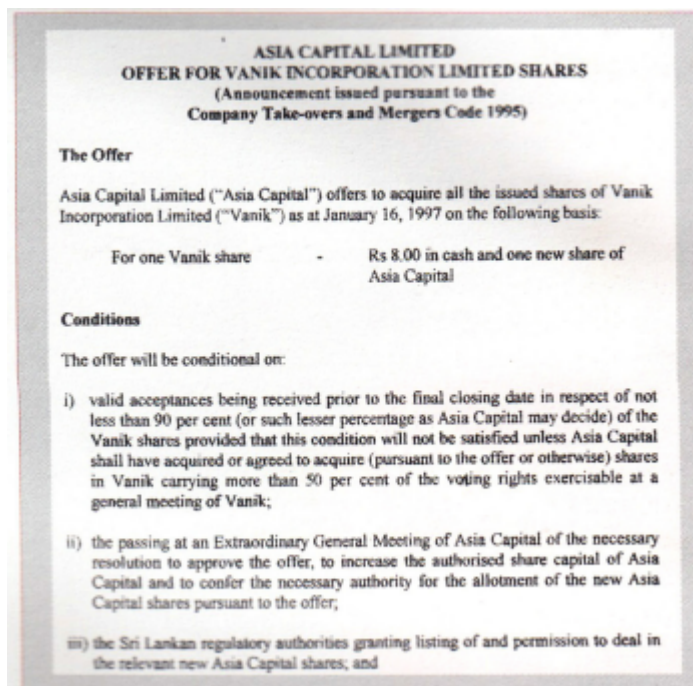 ASIA CAPITAL LIMITED
OFFER FOR VANIK INCORPORATION LIMITED SHARES
(Announcement issued pursuant to the
Company Take-overs and Mergers Code 1995)
The Offer
Asia Capital Limited ("Asia Capital") offers to acquire all the issued shares of Vanik
Incorporation Limited ("Vanik") as at January 16, 1997 on the following basis:
For one Vanik share - Rs 8.00 in cash and one new share of
Asia Capital
Conditions
The offer will be conditional on:
i) valid acceptances being received prior to the final closing date in respect of not
less than 90 per cent (or such lesser percentage as Asia Capital may decide) of the
Vanik shares provided that this condition will not be satisfied unless Asia Capital
shall have acquired or agreed to acquire (pursuant to the offer or otherwise) shares
in Vanik carrying more than 50 per cent of the voting rights exercisable at a
general meeting of Vanik;
ii) the passing at an Extraordinary General Meeting of Asia Capital of the necessary
resolution to approve the offer, to increase the authorised share capital of Asia
Capital and to confer the necessary authority for the allotment of the new Asia
Capital shares pursuant to the offer;
iii) the Sri Lankan regulatory authorities granting listing of and permission to deal in
the relevant new Asia Capital shares; and